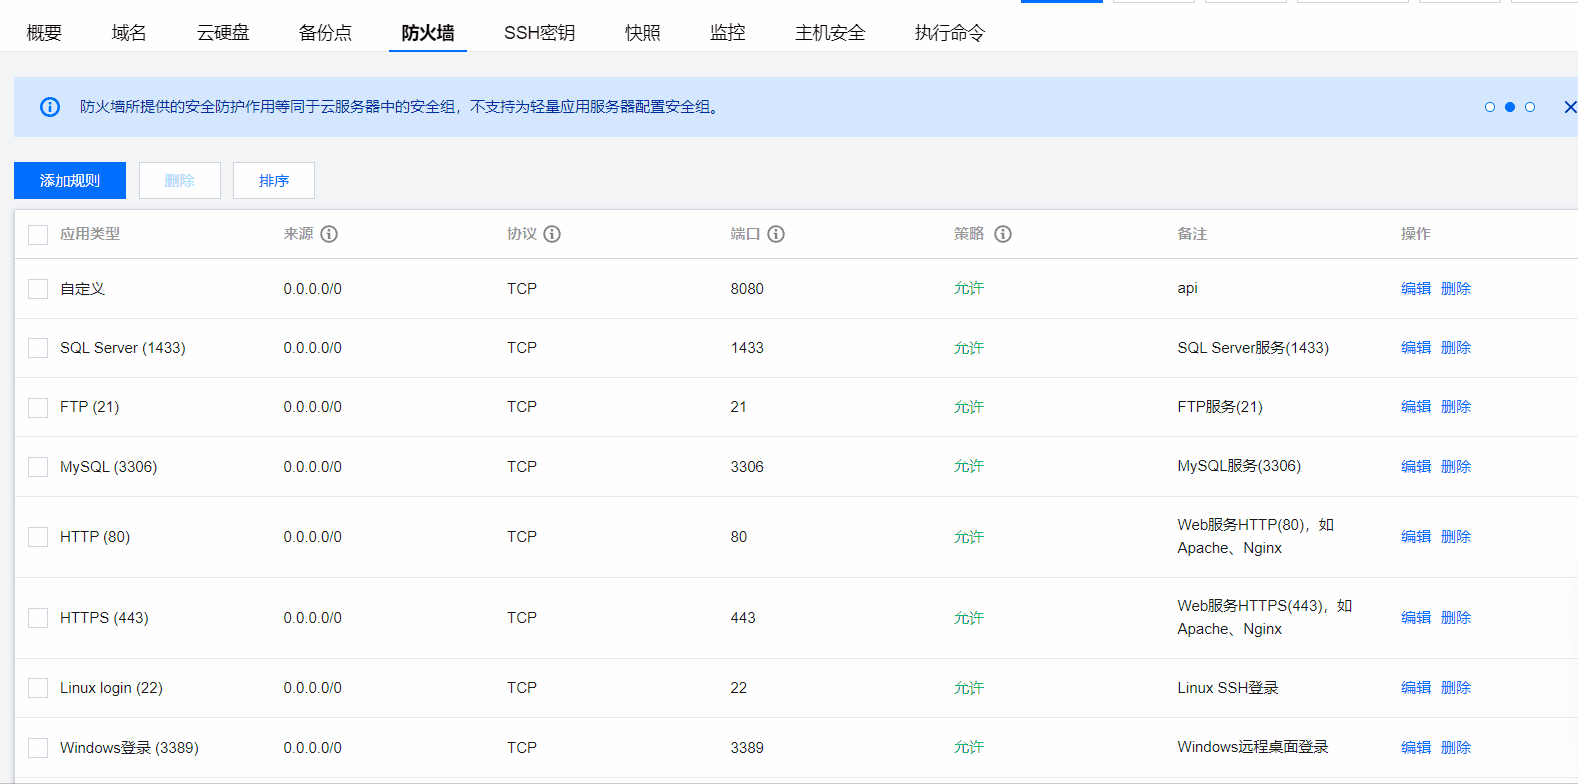 概要 域名 云硬盘 备份点 防火墙 SSH密钥 快照 监控 主机安全 执行命令
防火墙所提供的安全防护作用等同于云服务器中的安全组，不支持为轻量应用服务器配置安全组。
添加规则 删除 排序
应用类型 来源 协议 端口 策略 备注 操作
自定义 0.0.0.0/0 TCP 8080 允许 api 编辑 删除
SQL Server (1433) 0.0.0.0/0 TCP 1433 允许 SQL Server服务(1433) 编辑 删除
FTP (21) 0.0.0.0/0 TCP 21 允许 FTP服务(21) 编辑 删除
MySQL (3306) 0.0.0.0/0 TCP 3306 允许 MySQL服务(3306) 编辑 删除
HTTP (80) 0.0.0.0/0 TCP 80 允许 Web服务HTTP(80)，如
Apache、Nginx 编辑 删除
HTTPS (443) 0.0.0.0/0 TCP 443 允许 Web服务HTTPS(443)，如
Apache、Nginx 编辑 删除
Linux login (22) 0.0.0.0/0 TCP 22 允许 Linux SSH登录 编辑 删除
Windows登录 (3389) 0.0.0.0/0 TCP 3389 允许 Windows远程桌面登录 编辑 删除